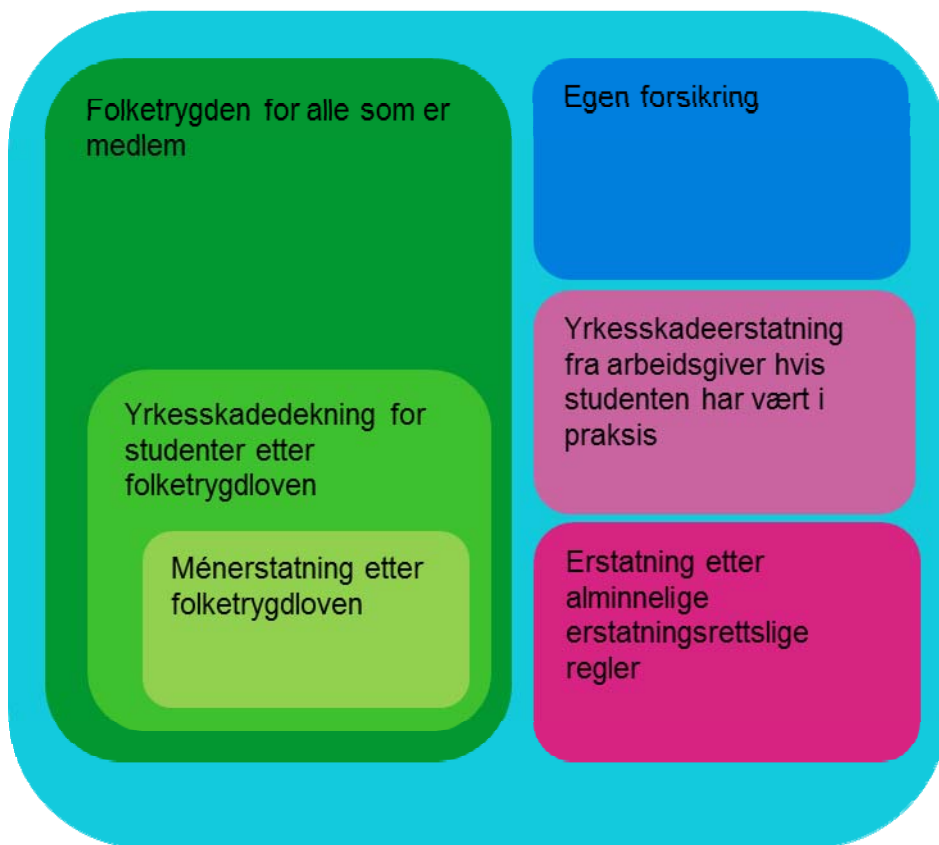 Folketrygden for alle som er
medlem
Yrkesskadedekning for
studenter etter
folketrygdloven
Ménerstatning etter
folketrygdloven
Egen forsikring
Yrkesskadeerstatning
fra arbeidsgiver hvis
studenten har vært i
praksis
Erstatning etter
alminnelige
erstatningsrettslige
regler